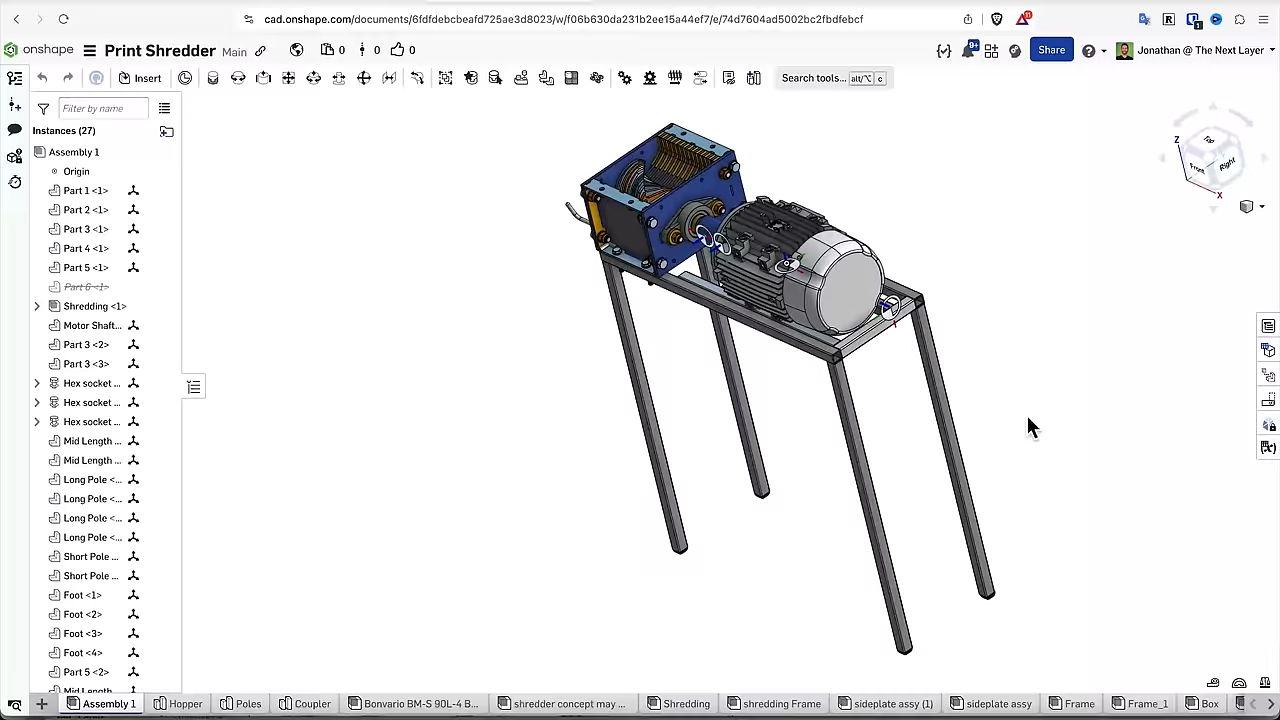 cad.onshape.com/documents/6fdfdebcbeafd725ae3d8023/w/f06b630da231b2ee15a44ef7/e/74d7604ad5002bc2fbdfebcf
11
1
onshape
Print Shredder Main
0
0
0
9+
Share
Jonathan @ The Next Layer
Insert
Search tools... alt/⌥ c
Filter by name
Instances (27)
Assembly 1
Origin
Part 1 <1>
Part 2 <1>
Part 3 <1>
Part 4 <1>
Part 5 <1>
Part 6 <1>
Shredding <1>
Motor Shaft...
Part 3 <2>
Part 3 <3>
Hex socket ...
Hex socket ...
Hex socket ...
Mid Length ...
Mid Length ...
Long Pole <...
Long Pole <...
Long Pole <...
Long Pole <...
Short Pole ...
Short Pole ...
Foot <1>
Foot <2>
Foot <3>
Foot <4>
Part 5 <2>
Mid Length
Z
Top
Front
Right
X
{x}
Assembly 1
Hopper
Poles
Coupler
Bonvario BM-S 90L-4 B...
shredder concept may ...
Shredding
shredding Frame
sideplate assy (1)
sideplate assy
Frame
Frame_1
Box